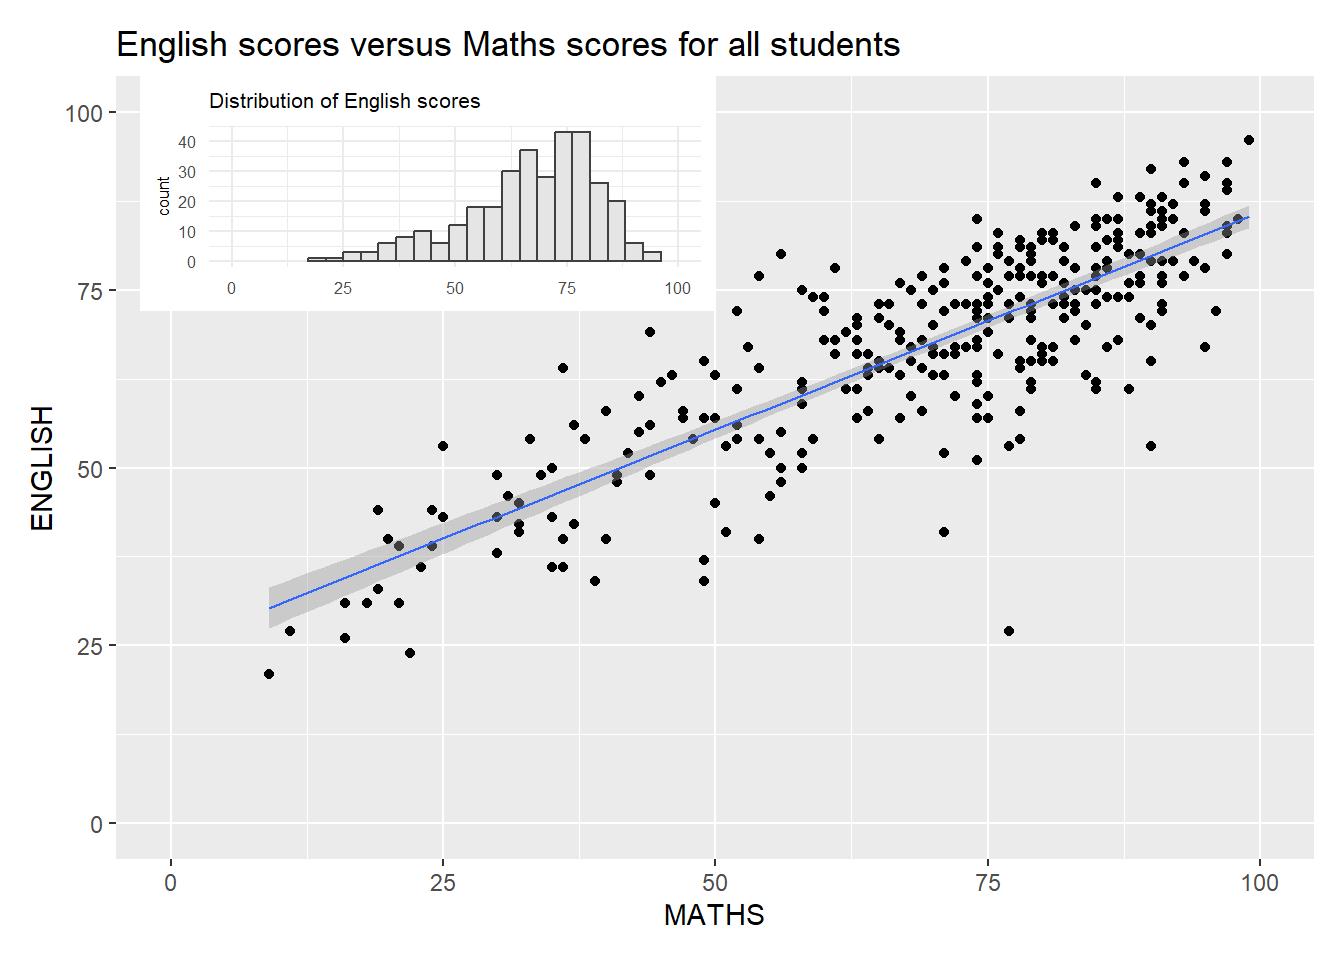 English scores versus Maths scores for all students
Distribution of English scores
count
40
30
20
10
0
0 25 50 75 100
ENGLISH
100
75
50
25
0
0 25 50 75 100
MATHS